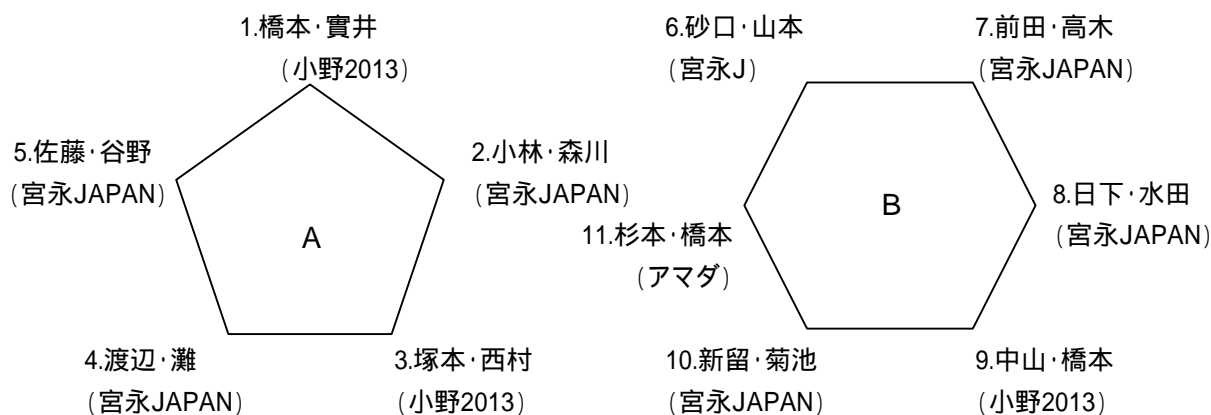 1.橋本·實井
(小野2013)
5.佐藤·谷野
(宮永JAPAN)
2.小林·森川
(宮永JAPAN)
A
4.渡辺·灘
(宮永JAPAN)
3.塚本·西村
(小野2013)
6.砂口·山本
(宮永J)
7.前田·高木
(宮永JAPAN)
11.杉本·橋本
(アマダ)
B
8.日下·水田
(宮永JAPAN)
10.新留·菊池
(宮永JAPAN)
9.中山·橋本
(小野2013)